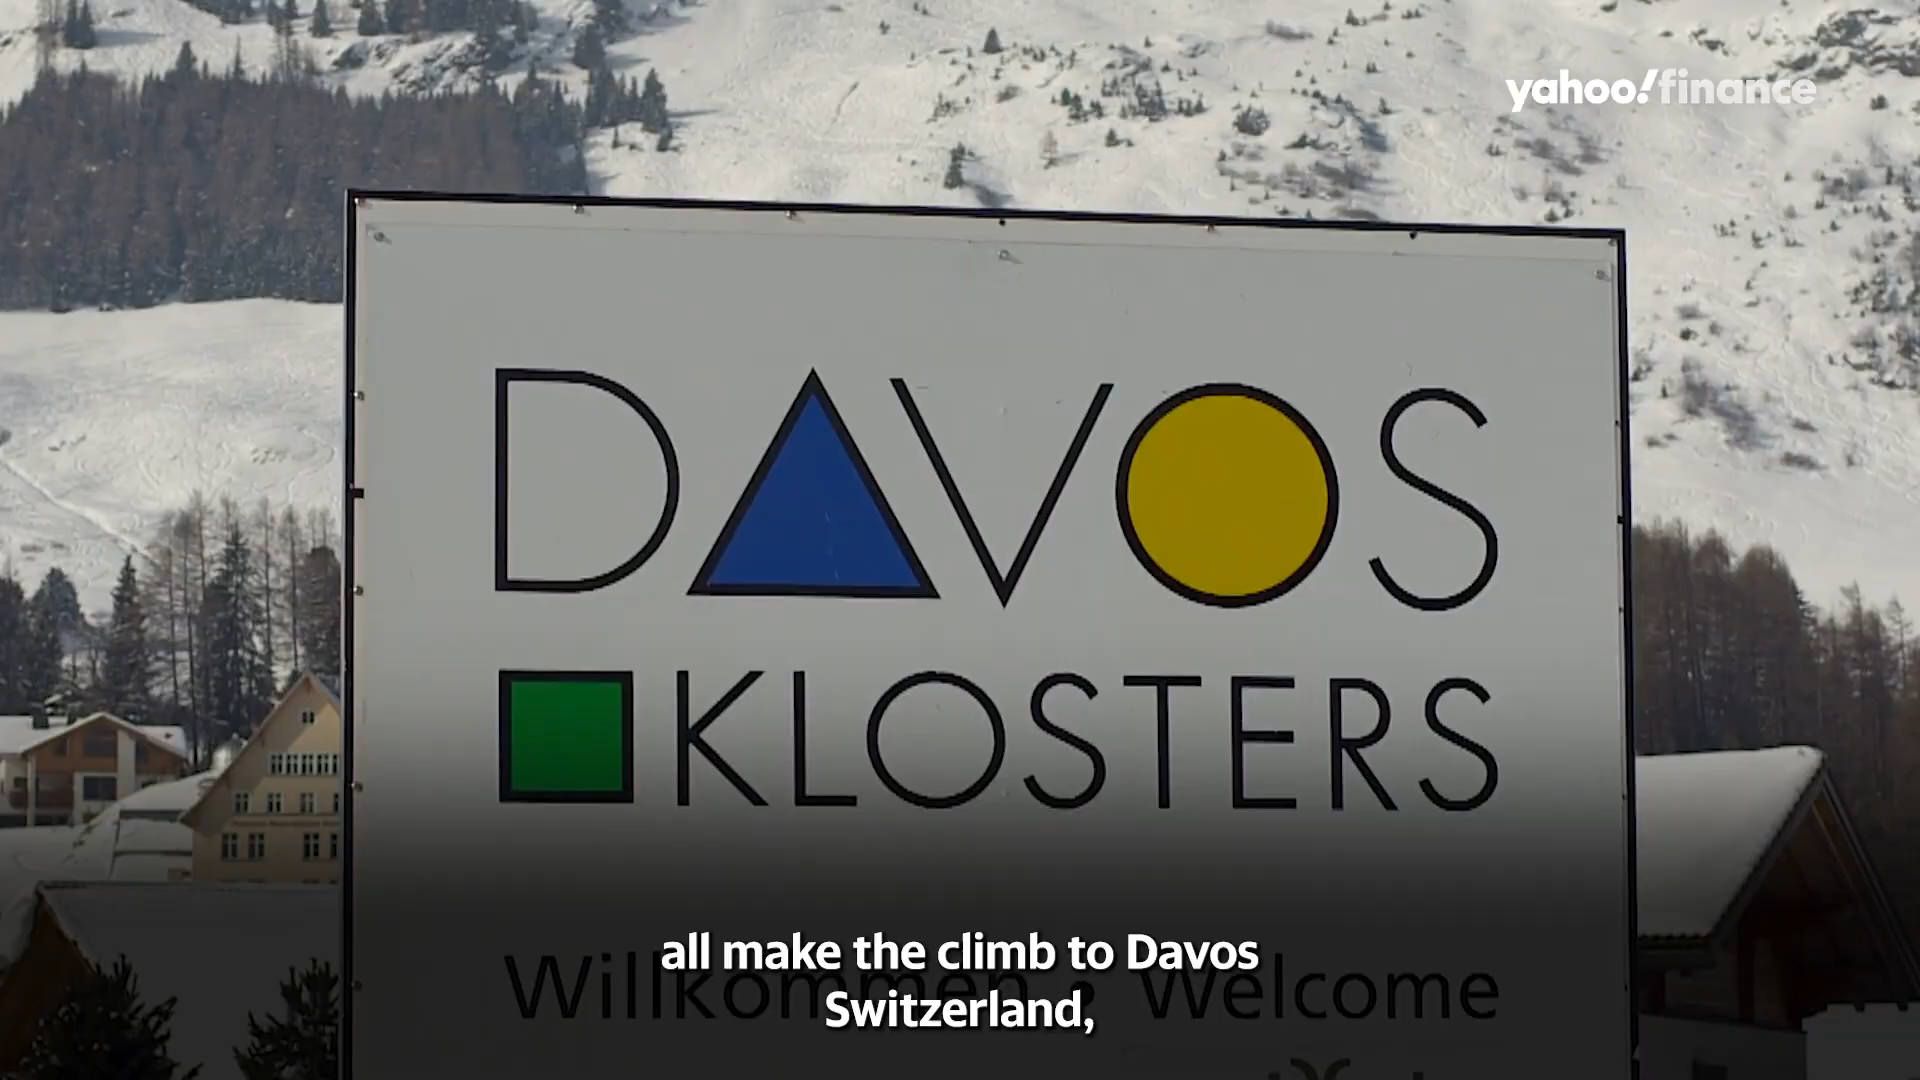 yahoo!finance
DAVOS
KLOSTERS
Willkommen • Welcome
all make the climb to Davos
Switzerland,